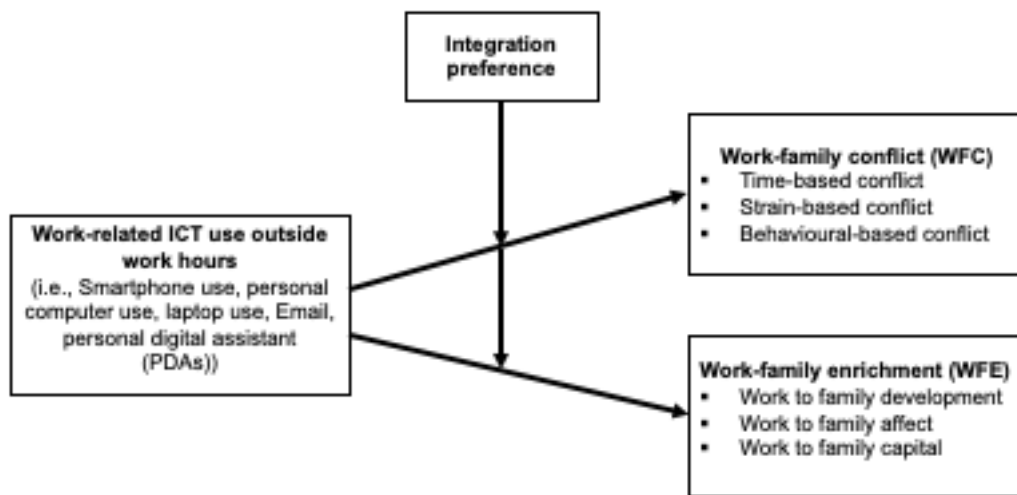 Integration
preference
Work-family conflict (WFC)
▪ Time-based conflict
▪ Strain-based conflict
▪ Behavioural-based conflict
Work-related ICT use outside
work hours
(i.e., Smartphone use, personal
computer use, laptop use, Email,
personal digital assistant
(PDAs))
Work-family enrichment (WFE)
▪ Work to family development
▪ Work to family affect
▪ Work to family capital